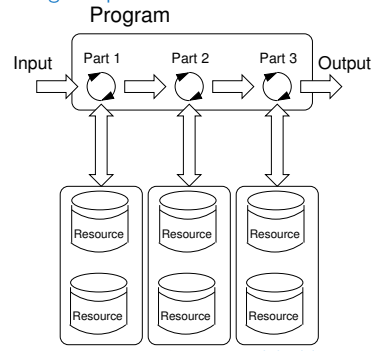 Program
Input
Part 1
Part 2
Part 3
Output
Resource
Resource
Resource
Resource
Resource
Resource